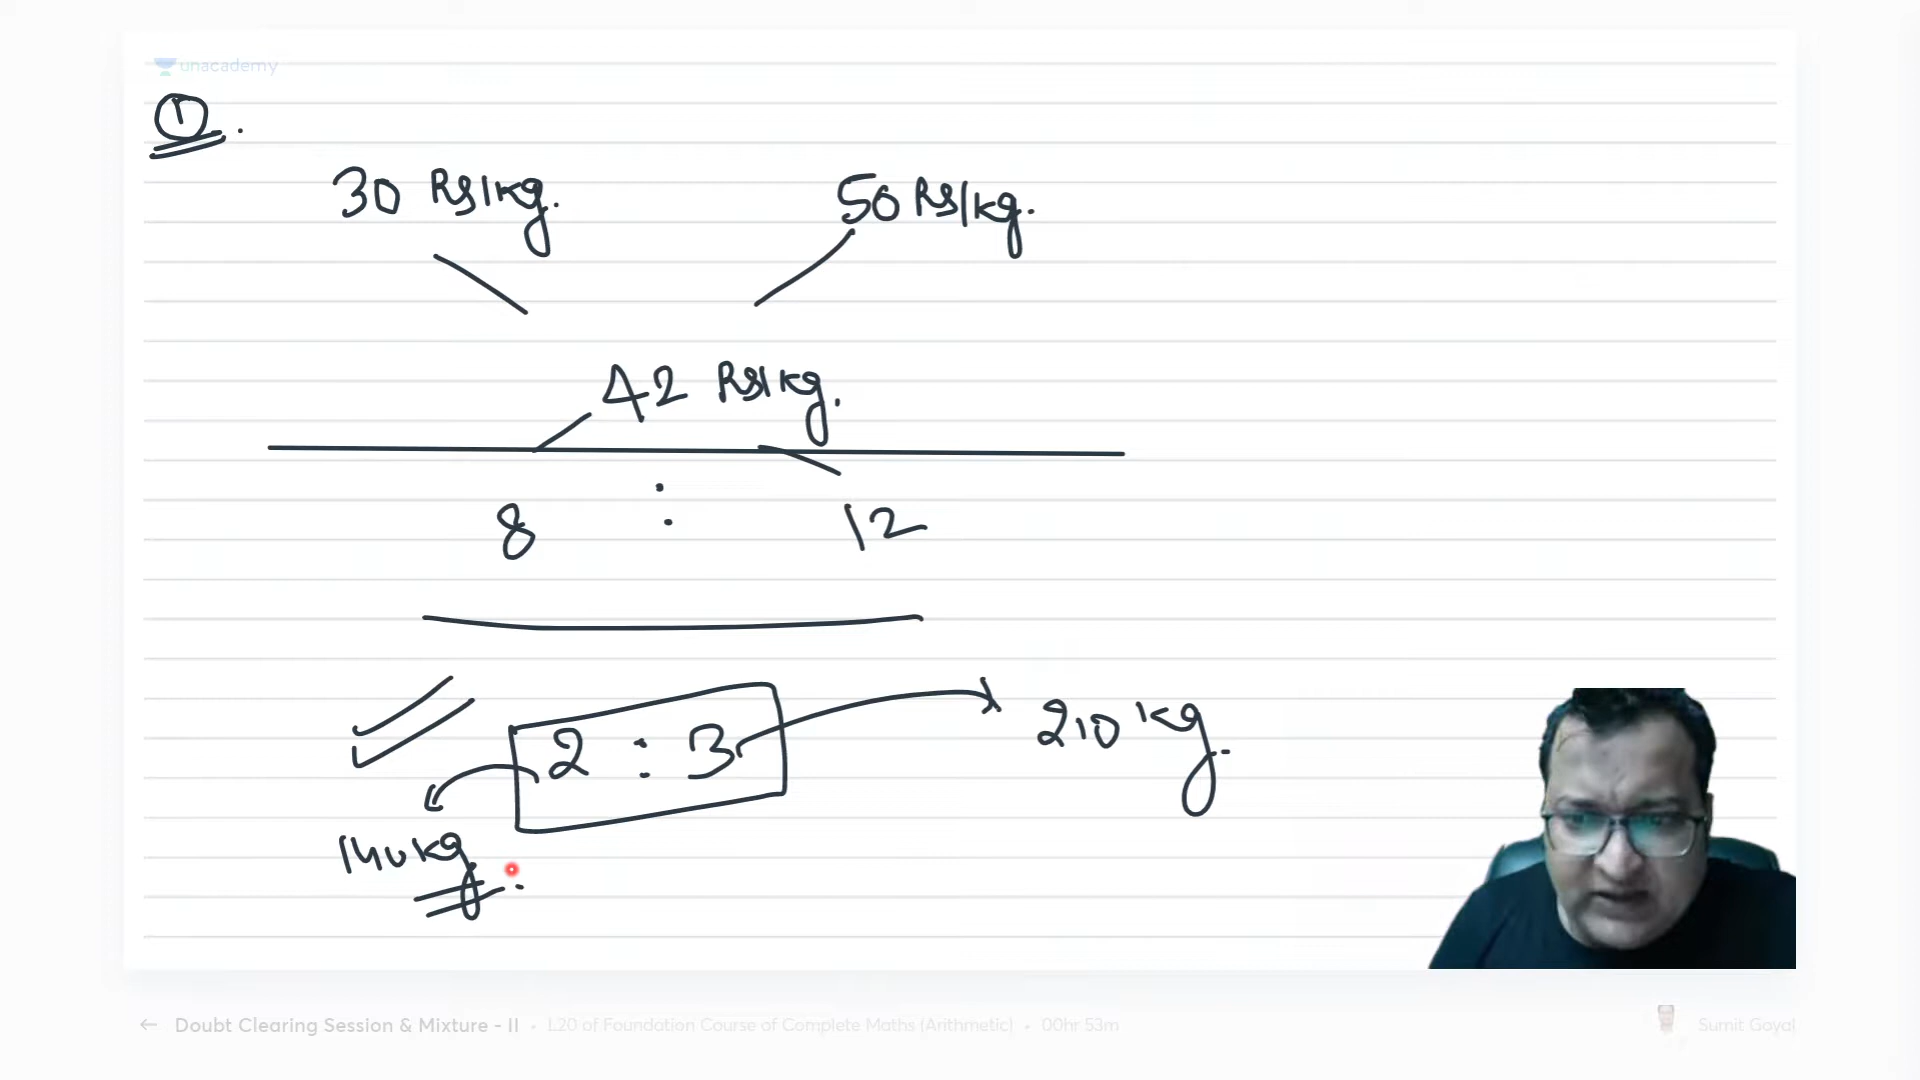 unacademy
1.
30 Rs/kg. 50 Rs/kg.
42 Rs/kg.
8 : 12
2 : 3
210 kg.
140 kg.
← Doubt Clearing Session & Mixture - II • L20 of Foundation Course of Complete Maths (Arithmetic) • 00hr 53m
Sumit Goyal